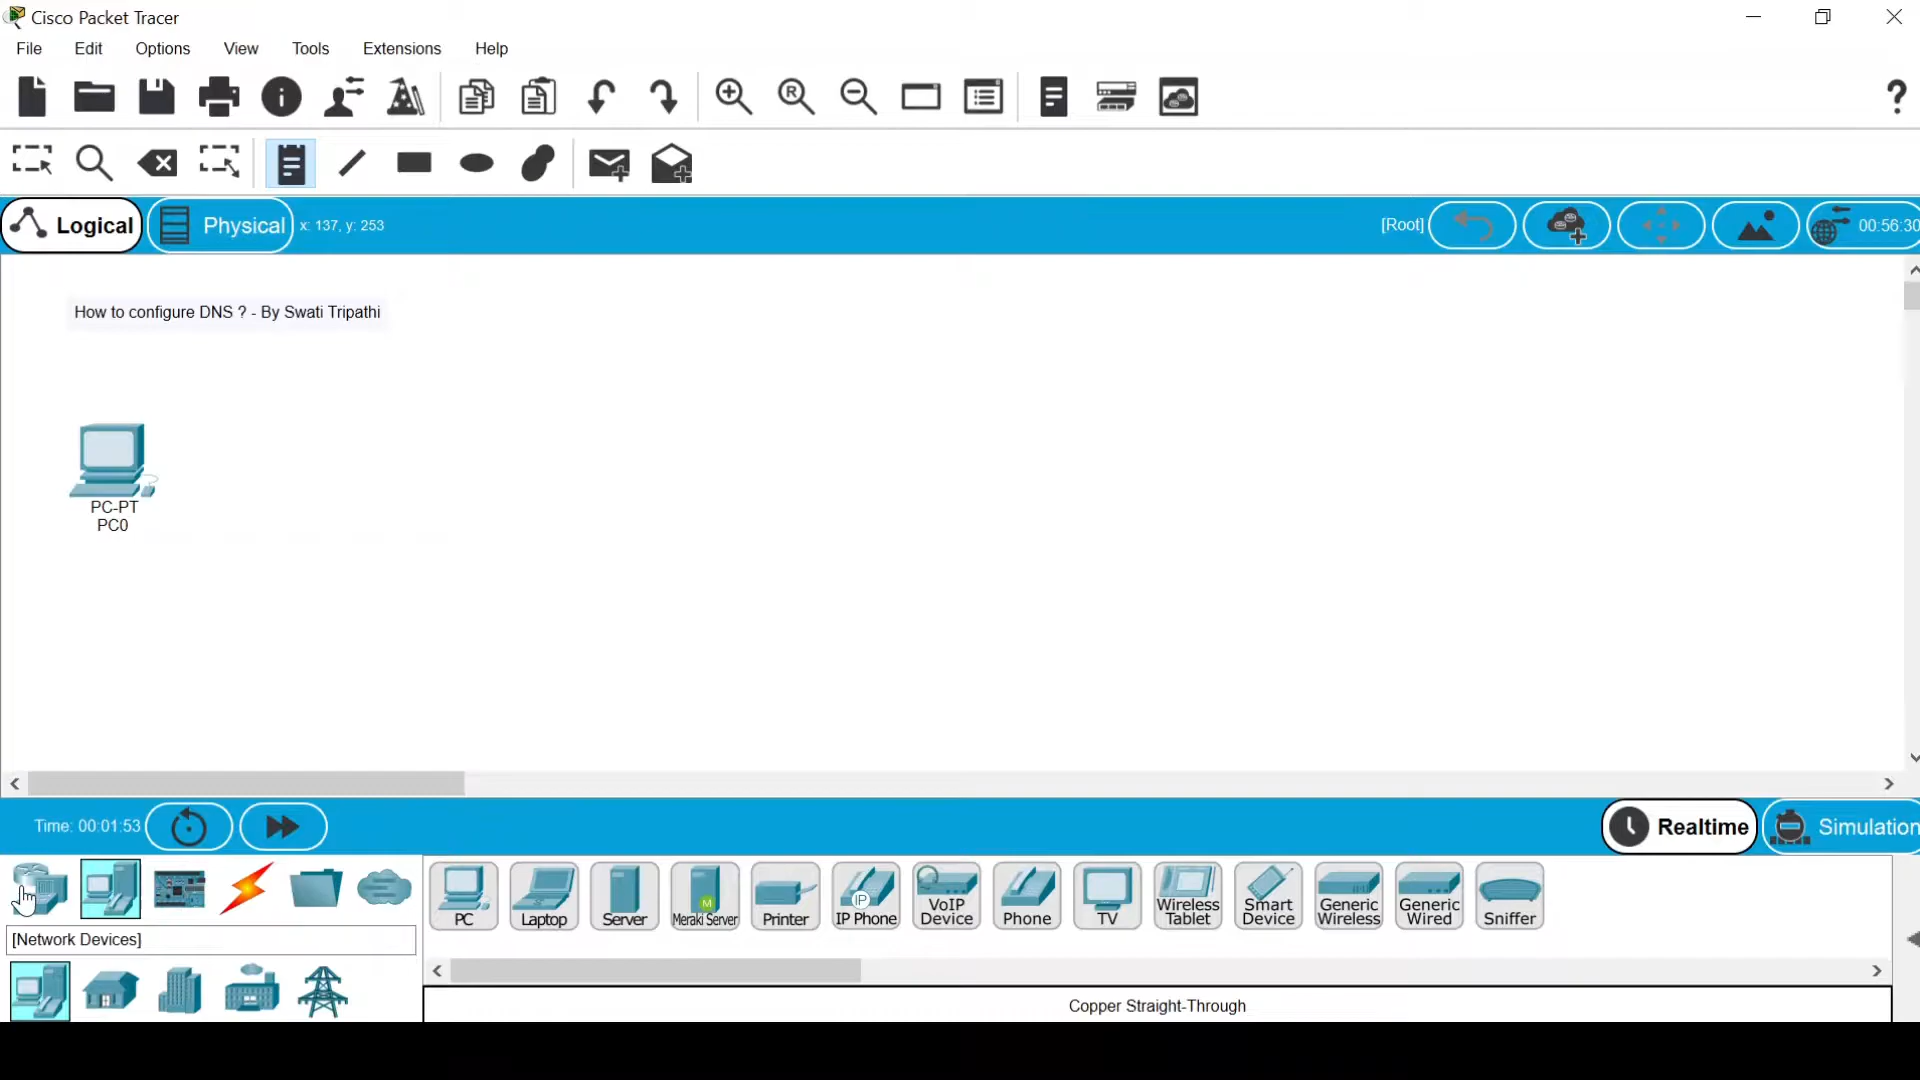 Cisco Packet Tracer
File Edit Options View Tools Extensions Help
R
Logical Physical x: 137, y: 253 [Root] 00:56:30
How to configure DNS ? - By Swati Tripathi
PC-PT
PC0
Time: 00:01:53 Realtime Simulation
PC Laptop Server M Meraki Server Printer IP IP Phone VoIP Device Phone TV Wireless Tablet Smart Device Generic Wireless Generic Wired Sniffer
[Network Devices]
Copper Straight-Through